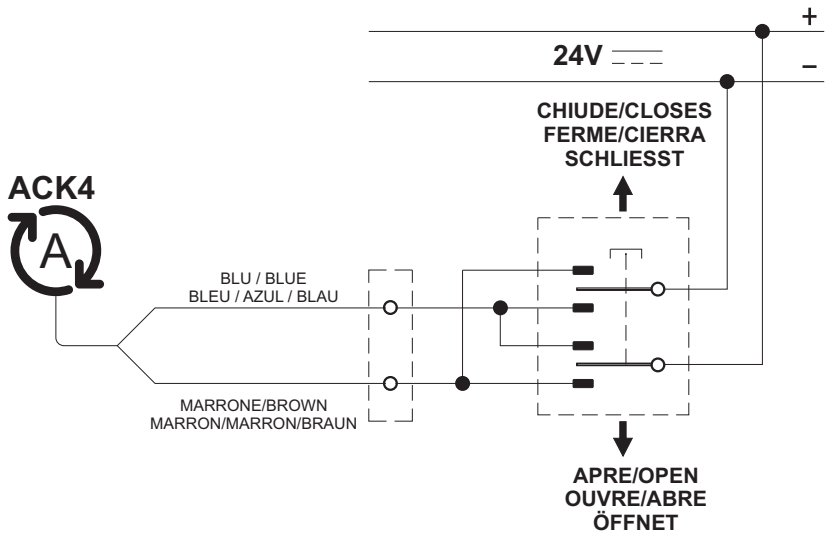 +
24V
–
CHIUDE/CLOSES
FERME/CIERRA
SCHLIESST
ACK4
A
BLU / BLUE
BLEU / AZUL / BLAU
MARRONE/BROWN
MARRON/MARRON/BRAUN
APRE/OPEN
OUVRE/ABRE
ÖFFNET